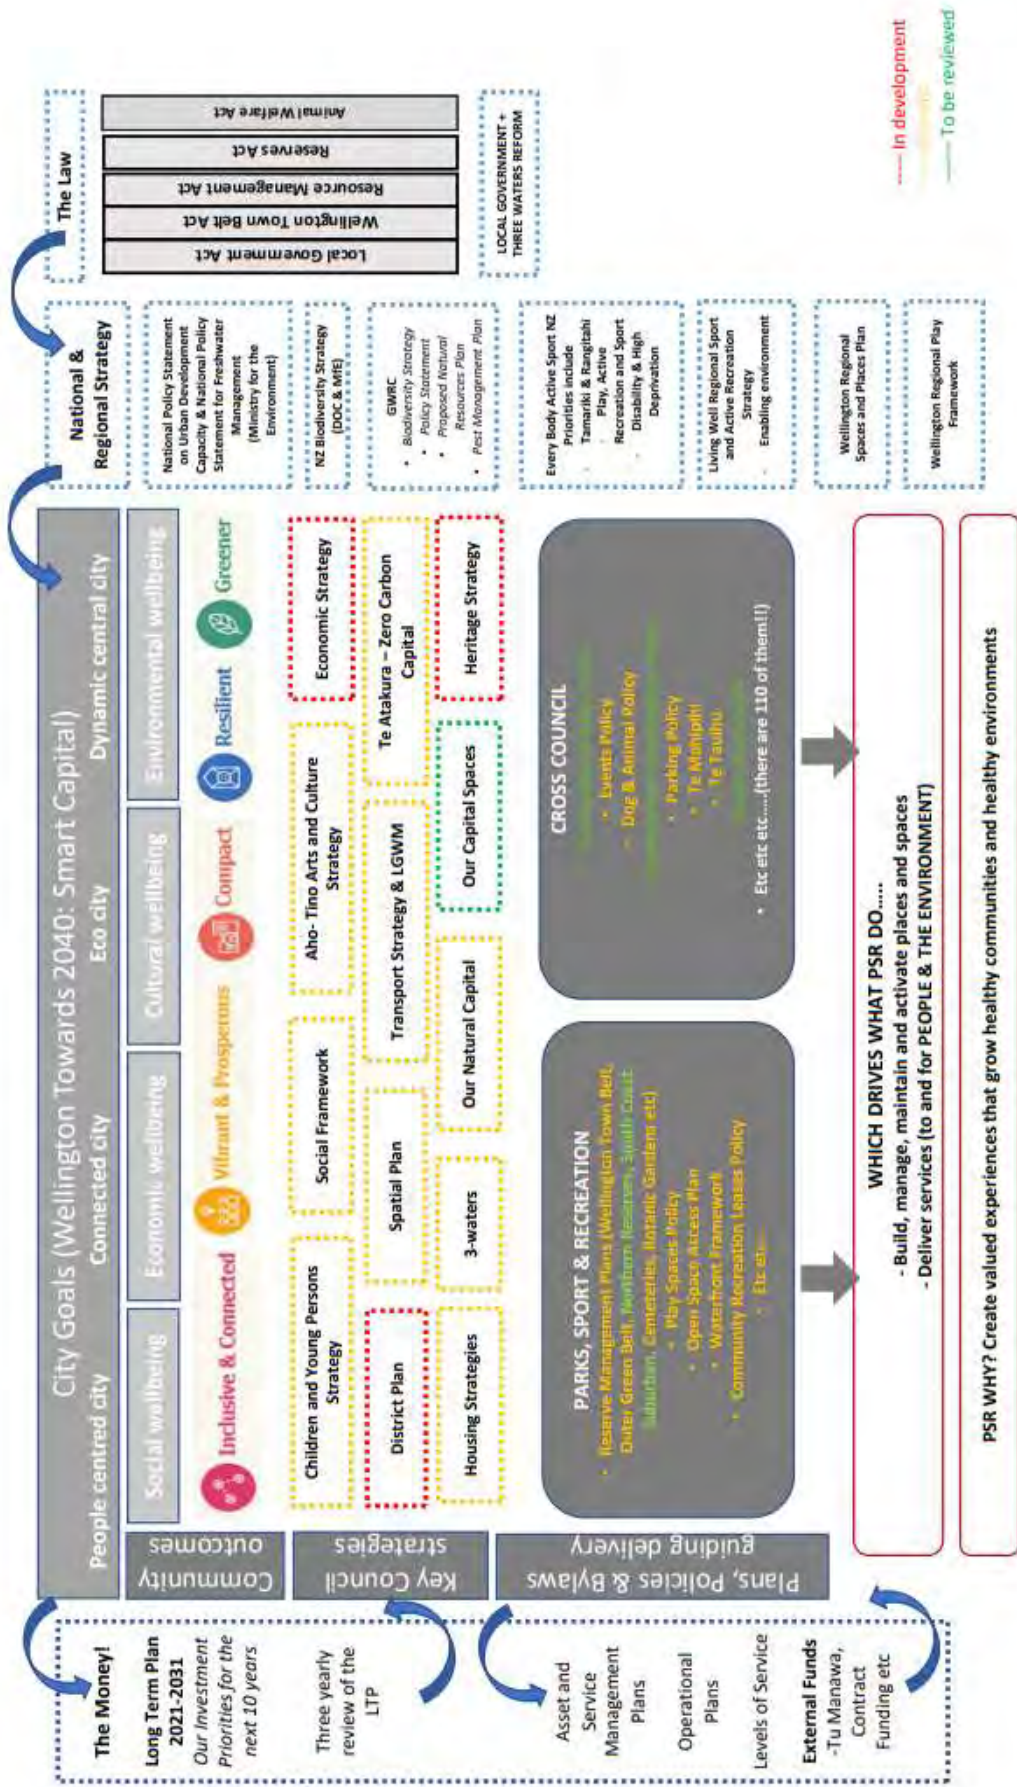 The Money!
Long Term Plan
2021-2031
Our Investment
Priorities for the
next 10 years
Three yearly
review of the
LTP
Asset and
Service
Management
Plans
Operational
Plans
Levels of Service
External Funds
-Tu Manawa,
Contract
Funding etc
City Goals (Wellington Towards 2040: Smart Capital)
People centred city
Connected city
Eco city
Dynamic central city
Community
outcomes
Social wellbeing
Economic wellbeing
Cultural wellbeing
Environmental wellbeing
Inclusive & Connected
Vibrant & Prosperous
Compact
Resilient
Greener
Key Council
strategies
Children and Young Persons
Strategy
Social Framework
Aho- Tino Arts and Culture
Strategy
Economic Strategy
District Plan
Spatial Plan
Transport Strategy & LGWM
Te Atakura – Zero Carbon
Capital
Housing Strategies
3-waters
Our Natural Capital
Our Capital Spaces
Heritage Strategy
Plans, Policies & Bylaws
guiding delivery
PARKS, SPORT & RECREATION
• Reserve Management Plans (Wellington Town Belt,
Outer Green Belt, Northern Reserves, South Coast
Suburban, Cemeteries, Botanic Gardens etc)
• Play Spaces Policy
• Open Space Access Plan
• Waterfront Framework
• Community Recreation Leases Policy
• Etc etc...
CROSS COUNCIL
• Events Policy
• Dog & Animal Policy
• Parking Policy
• Te Mohiphi
• Te Tauihu
• Etc etc etc.....(there are 110 of them!!)
WHICH DRIVES WHAT PSR DO.....
- Build, manage, maintain and activate places and spaces
- Deliver services (to and for PEOPLE & THE ENVIRONMENT)
PSR WHY? Create valued experiences that grow healthy communities and healthy environments
National &
Regional Strategy
National Policy Statement
on Urban Development
Capacity & National Policy
Statement for Freshwater
Management
(Ministry for the
Environment)
NZ Biodiversity Strategy
(DOC & MfE)
GWRC
• Biodiversity Strategy
• Policy Statement
• Proposed Natural
Resources Plan
• Pest Management Plan
Every Body Active Sport NZ
Priorities include
- Tamariki & Rangitahi
- Play, Active
Recreation and Sport
- Disability & High
Deprivation
Living Well Regional Sport
and Active Recreation
Strategy
- Enabling environment
Wellington Regional
Spaces and Places Plan
Wellington Regional Play
Framework
The Law
Local Government Act
Wellington Town Belt Act
Resource Management Act
Reserves Act
Animal Welfare Act
LOCAL GOVERNMENT +
THREE WATERS REFORM
In development
To be reviewed